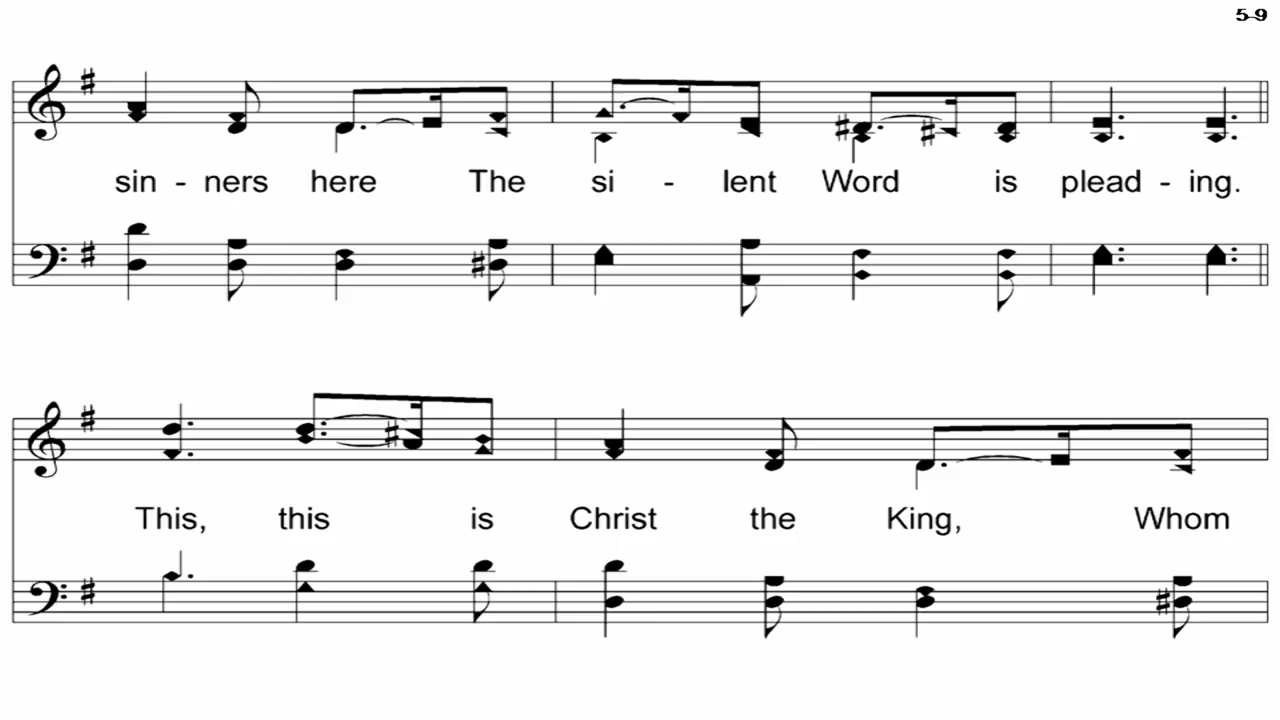 5-9
sin - ners here The si - lent Word is plead - ing.
This, this is Christ the King, Whom